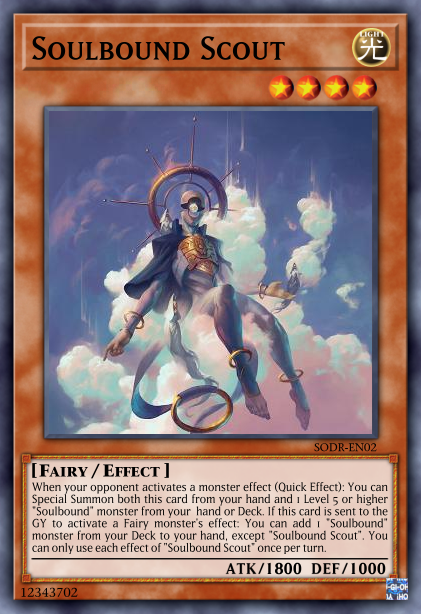 Soulbound Scout
LIGHT
光
SODR-EN02
[Fairy / Effect ]
When your opponent activates a monster effect (Quick Effect): You can
Special Summon both this card from your hand and 1 Level 5 or higher
"Soulbound" monster from your hand or Deck. If this card is sent to the
GY to activate a Fairy monster's effect: You can add 1 "Soulbound"
monster from your Deck to your hand, except "Soulbound Scout". You
can only use each effect of "Soulbound Scout" once per turn.
ATK/1800 DEF/1000
12343702